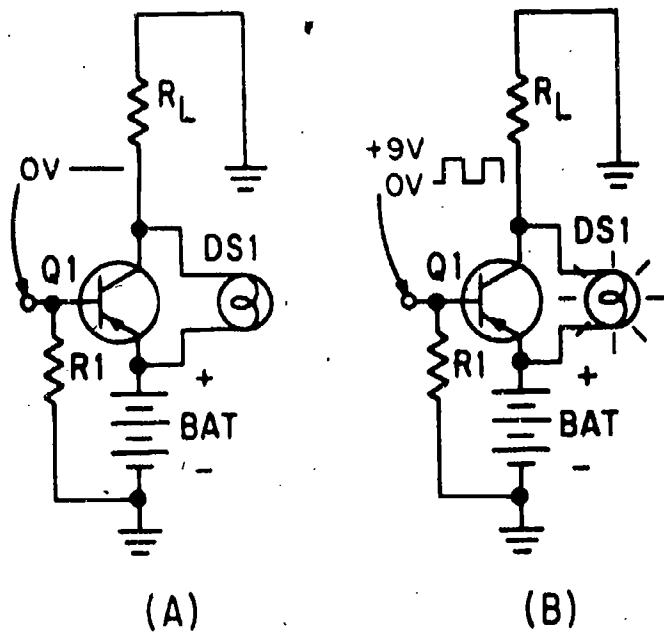 R_L
0V
DS1
Q1
R1
+
BAT
-
(A)
R_L
+9V
0V
DS1
Q1
R1
+
BAT
-
(B)